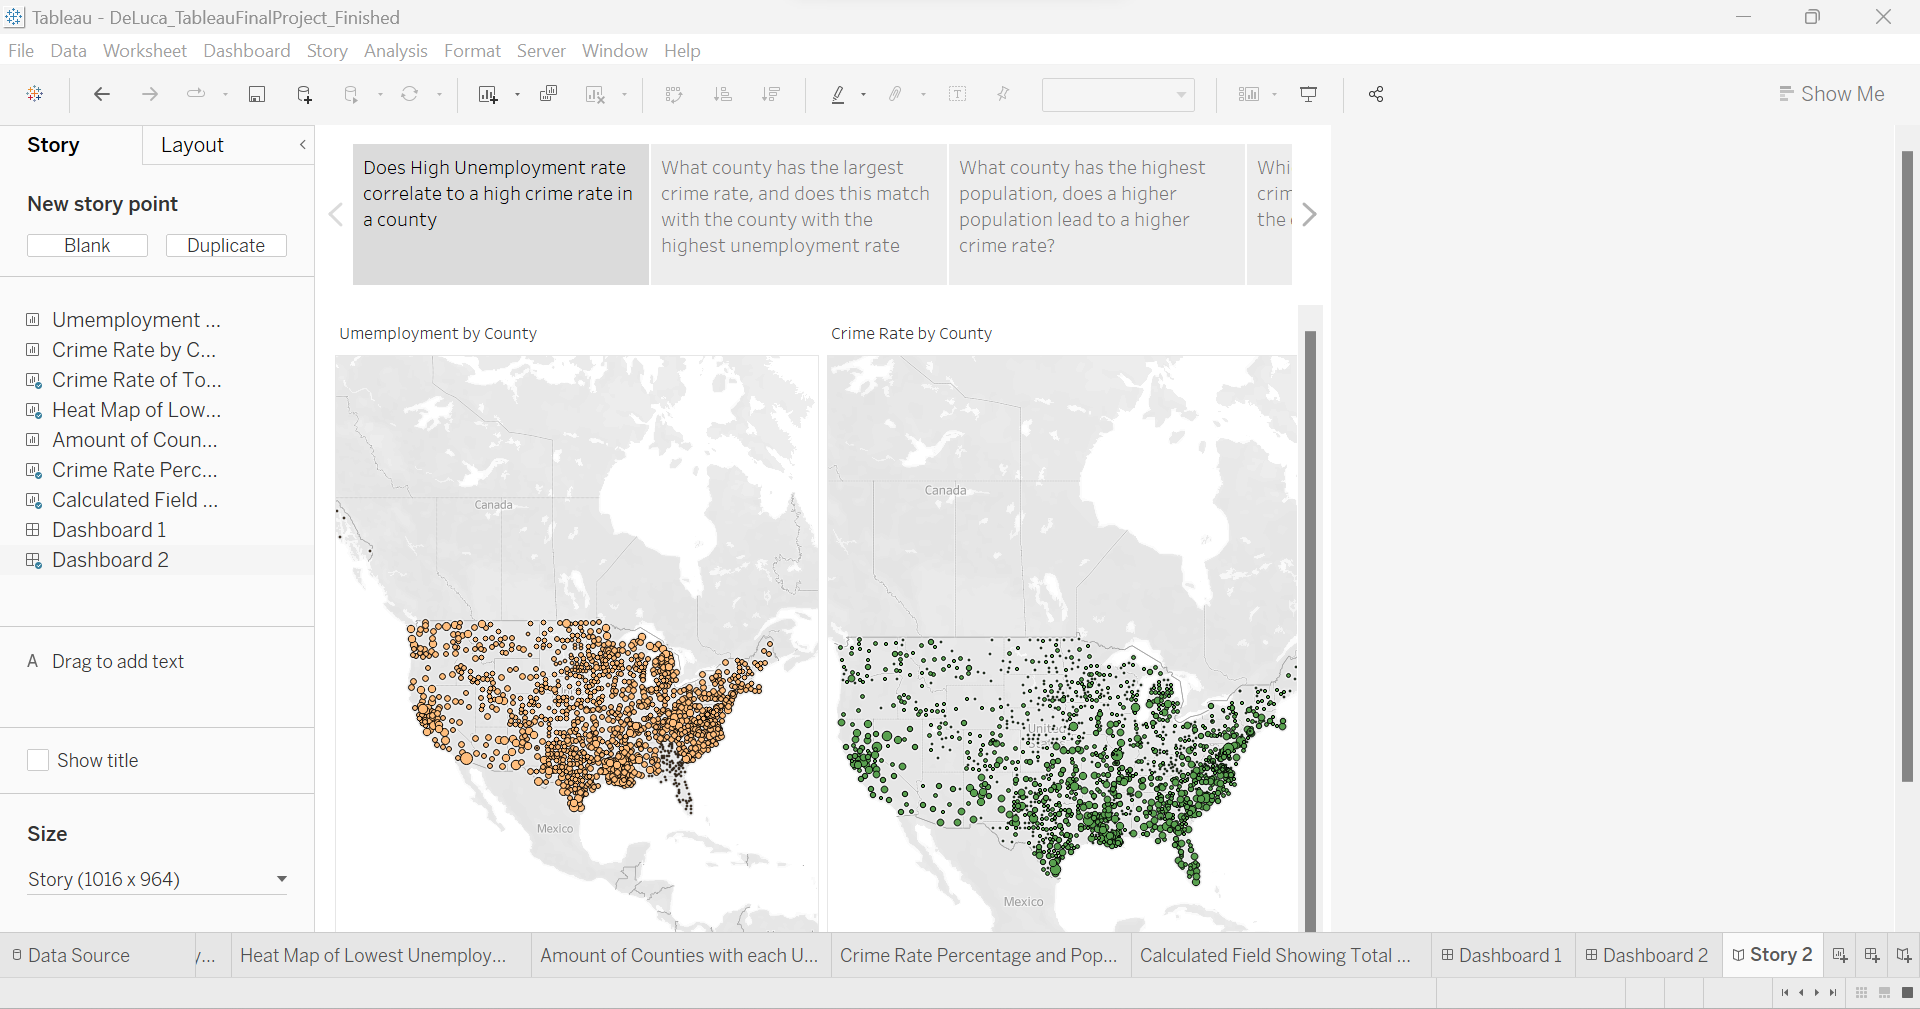 Tableau - DeLuca_TableauFinalProject_Finished
File Data Worksheet Dashboard Story Analysis Format Server Window Help
Show Me
Story Layout
New story point
Blank Duplicate
Umemployment ...
Crime Rate by C...
Crime Rate of To...
Heat Map of Low...
Amount of Coun...
Crime Rate Perc...
Calculated Field ...
Dashboard 1
Dashboard 2
A Drag to add text
Show title
Size
Story (1016 x 964)
Does High Unemployment rate
correlate to a high crime rate in
a county
What county has the largest
crime rate, and does this match
with the county with the
highest unemployment rate
What county has the highest
population, does a higher
population lead to a higher
crime rate?
Whi
crim
the
Umemployment by County
Canada
Mexico
Crime Rate by County
Canada
United
Mexico
Data Source
y...
Heat Map of Lowest Unemploy...
Amount of Counties with each U...
Crime Rate Percentage and Pop...
Calculated Field Showing Total ...
Dashboard 1
Dashboard 2
Story 2